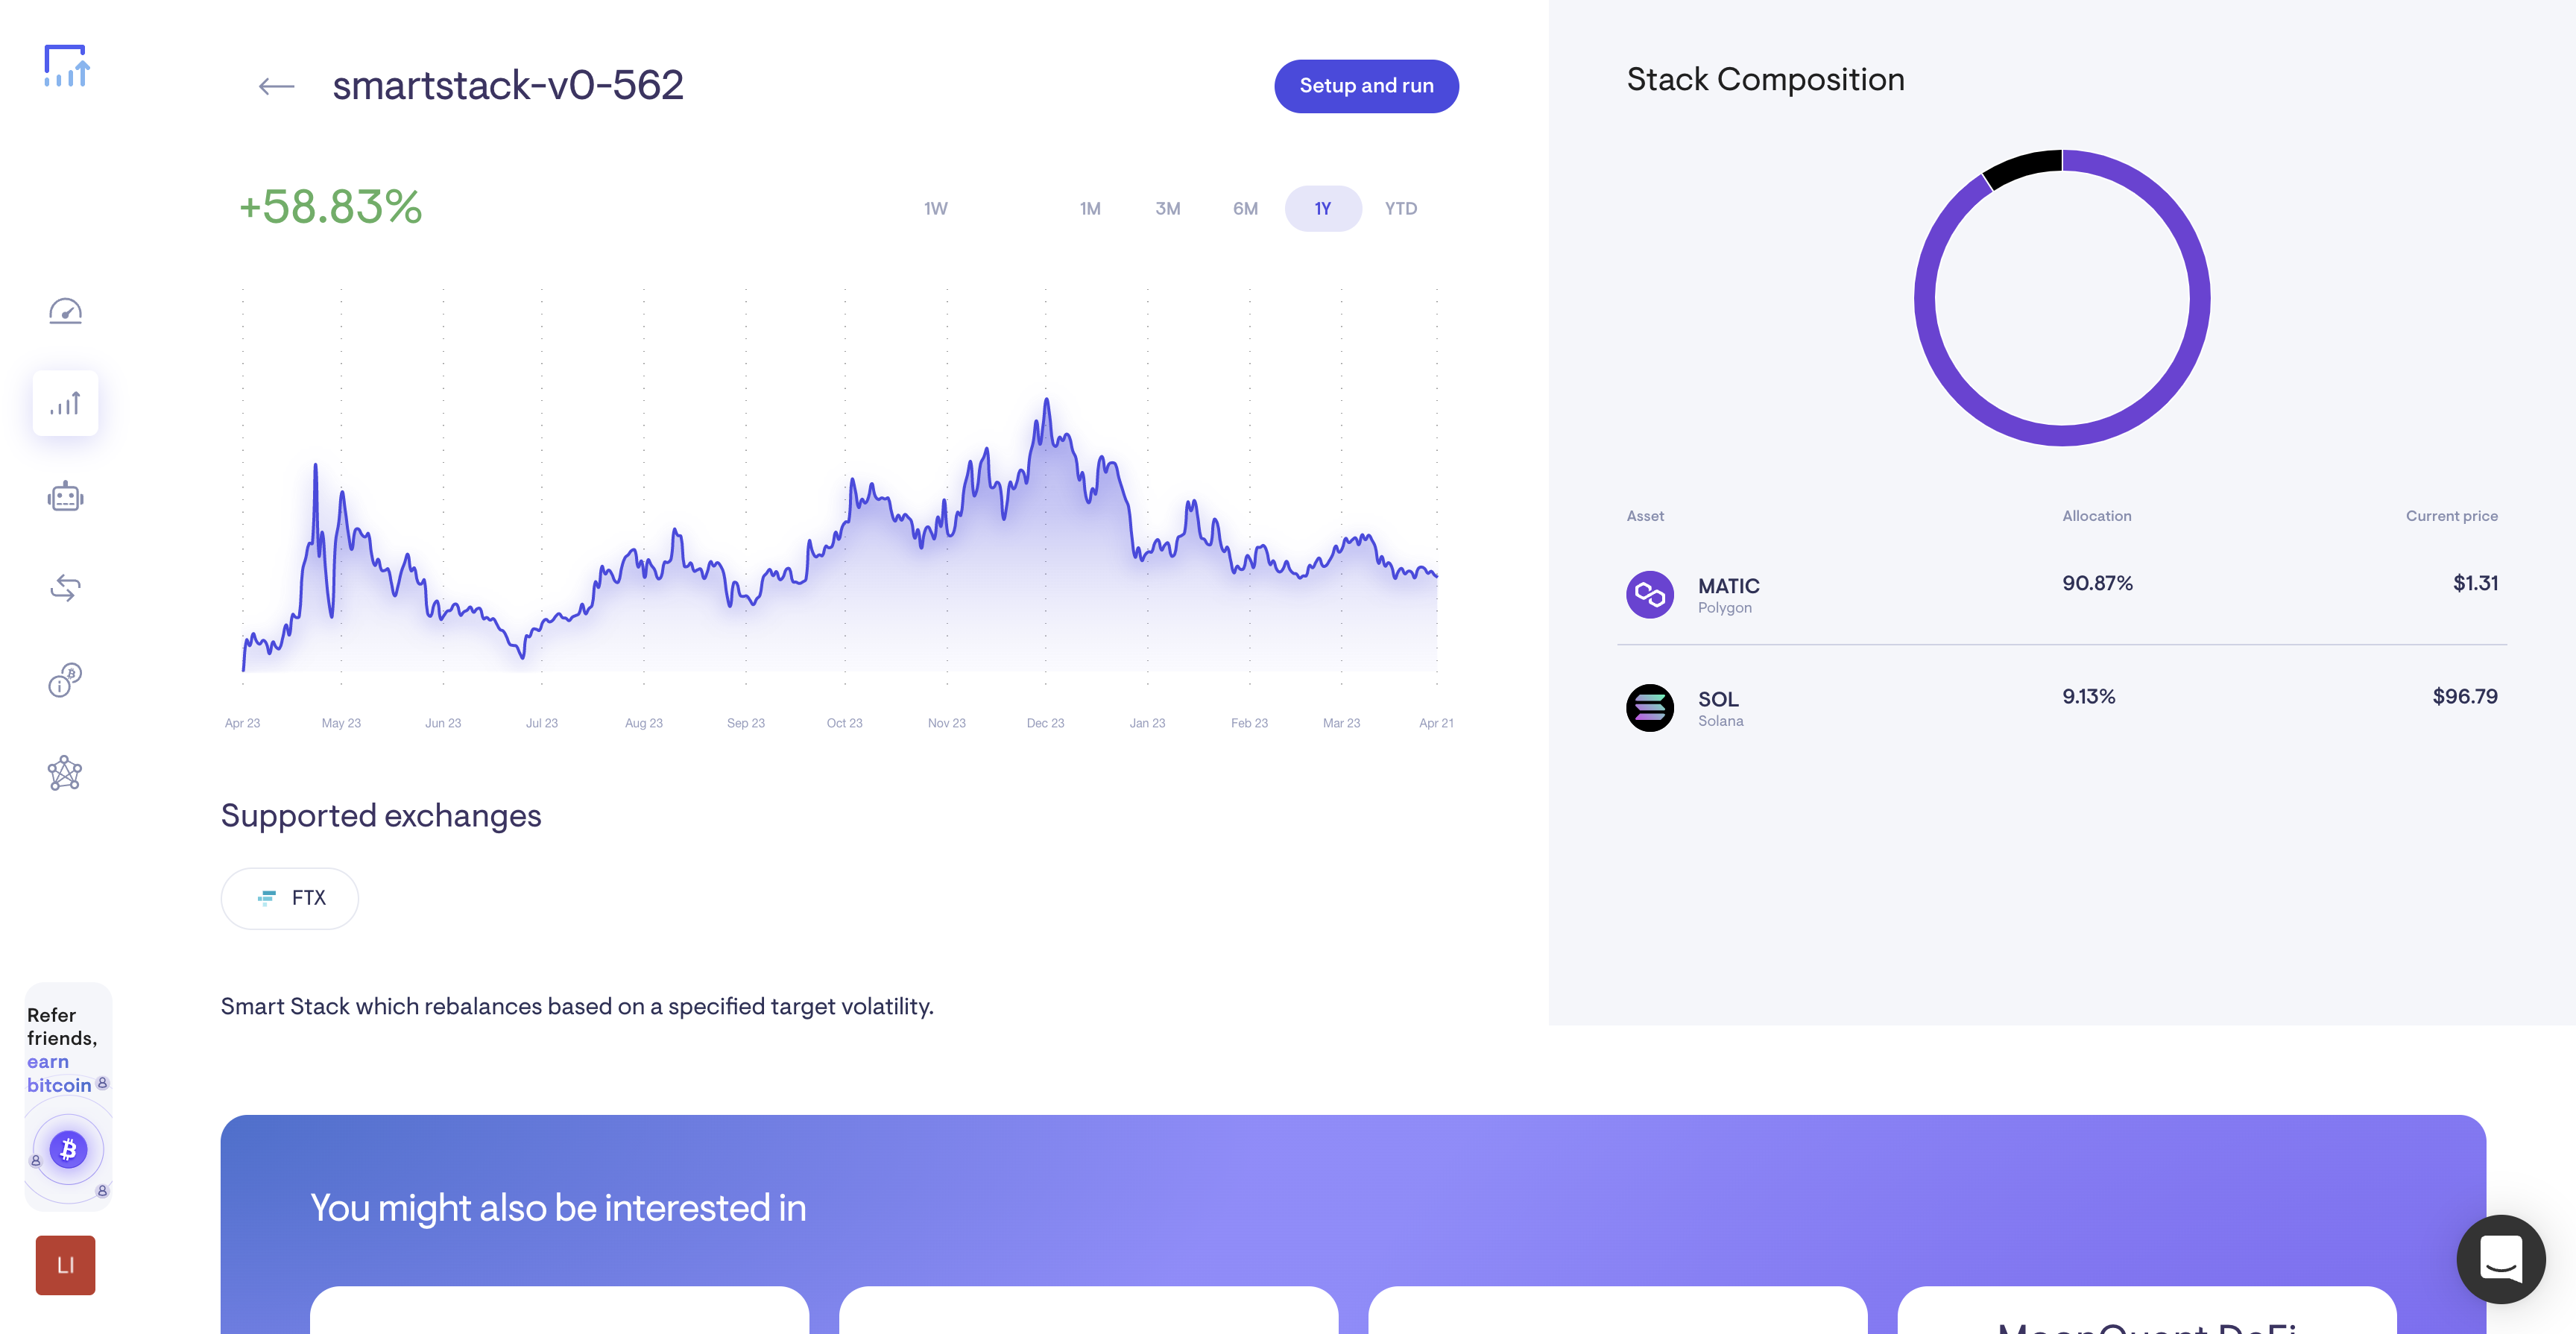 smartstack-v0-562
Setup and run
+58.83%
1W 1M 3M 6M 1Y YTD
Apr 23 May 23 Jun 23 Jul 23 Aug 23 Sep 23 Oct 23 Nov 23 Dec 23 Jan 23 Feb 23 Mar 23 Apr 21
Supported exchanges
FTX
Smart Stack which rebalances based on a specified target volatility.
Stack Composition
Asset Allocation Current price
MATIC 90.87% $1.31
Polygon
SOL 9.13% $96.79
Solana
Refer
friends,
earn
bitcoin
LI
You might also be interested in
MoonQuant DeFi